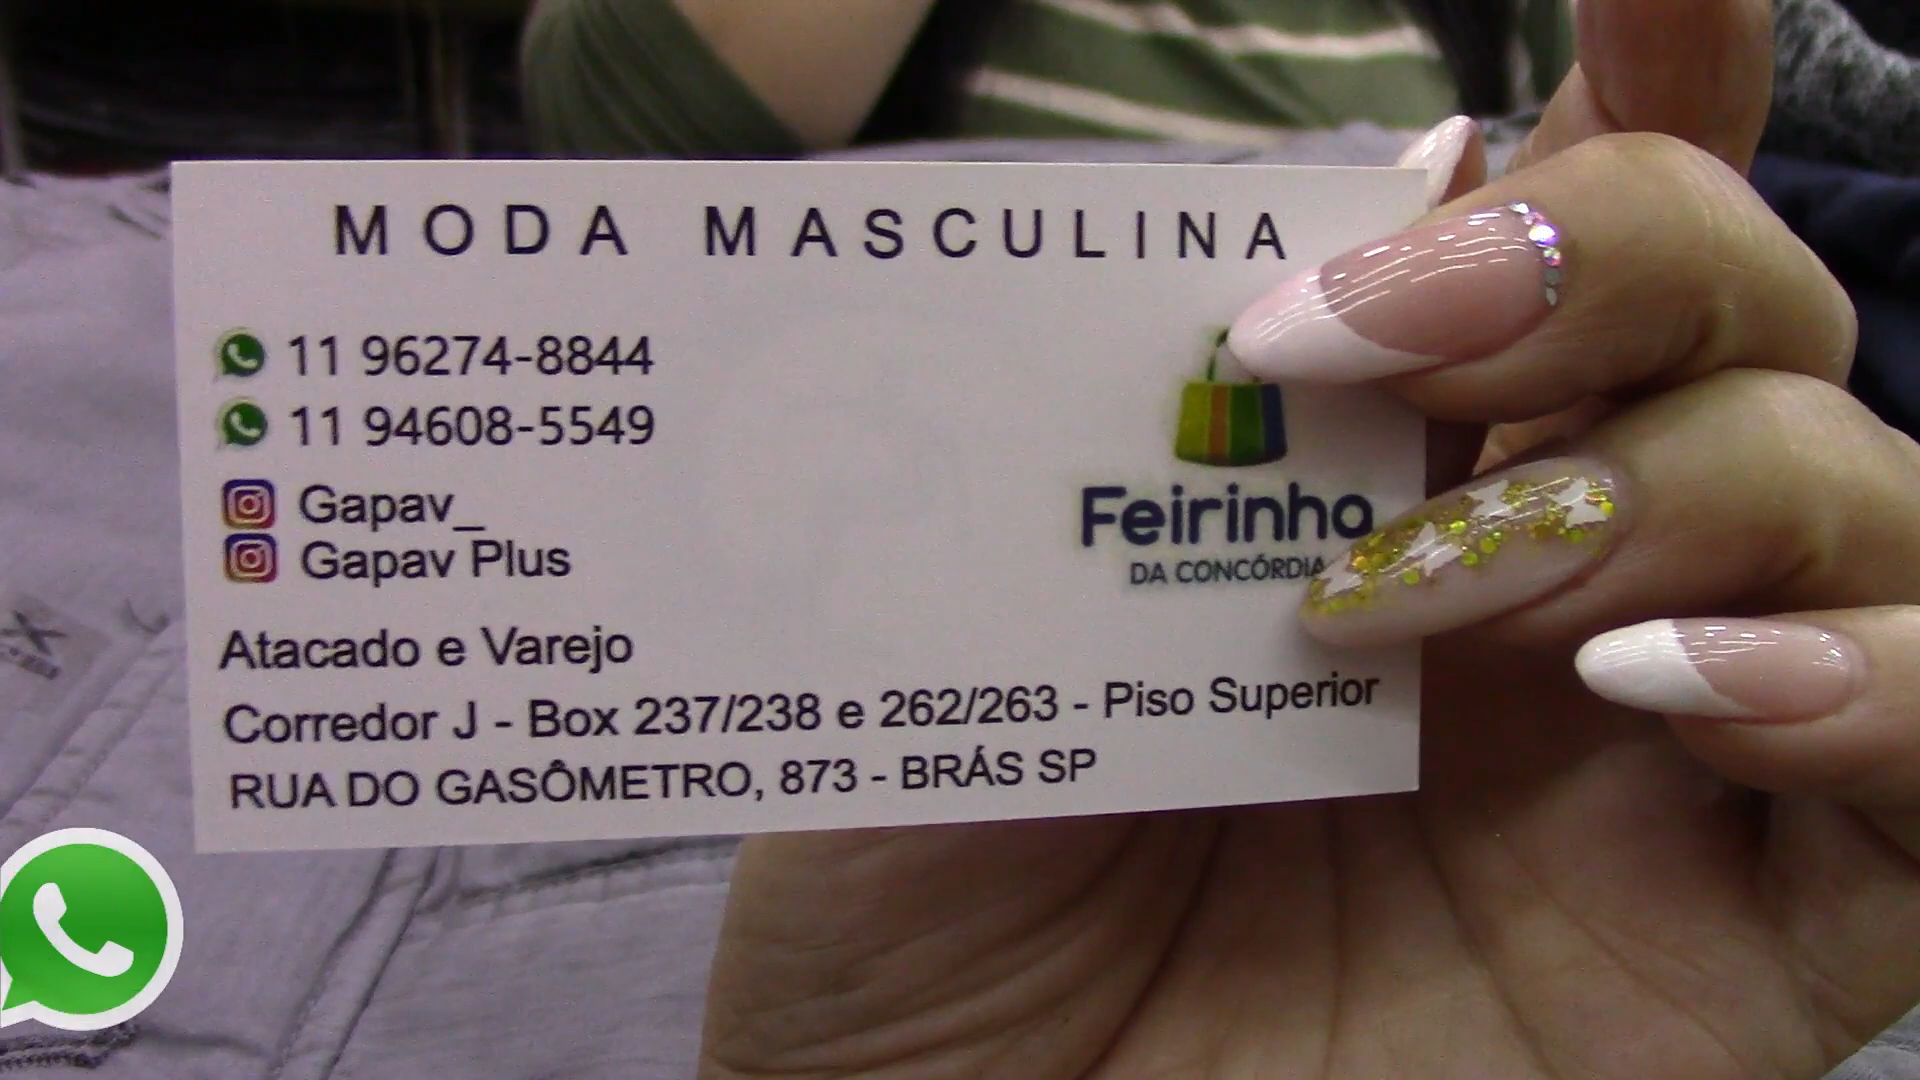 MODA MASCULINA
11 96274-8844
11 94608-5549
Gapav_
Gapav Plus
Feirinha
DA CONCÓRDIA
Atacado e Varejo
Corredor J - Box 237/238 e 262/263 - Piso Superior
RUA DO GASÔMETRO, 873 - BRÁS SP